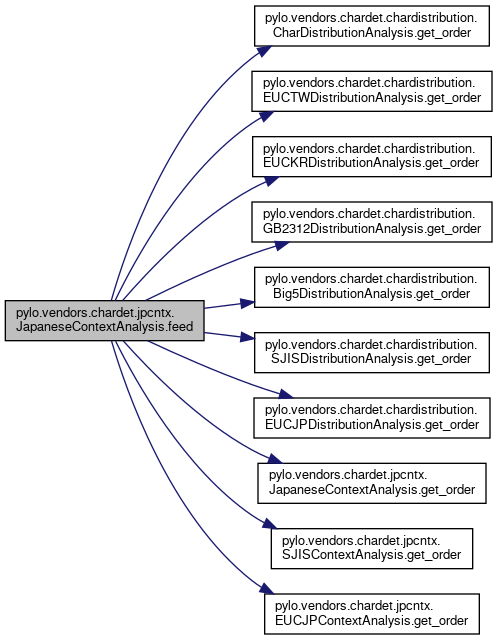 pylo.vendors.chardet.chardistribution.
CharDistributionAnalysis.get_order
pylo.vendors.chardet.chardistribution.
EUCTWDistributionAnalysis.get_order
pylo.vendors.chardet.chardistribution.
EUCKRDistributionAnalysis.get_order
pylo.vendors.chardet.chardistribution.
GB2312DistributionAnalysis.get_order
pylo.vendors.chardet.chardistribution.
Big5DistributionAnalysis.get_order
pylo.vendors.chardet.jpcntx.
JapaneseContextAnalysis.feed
pylo.vendors.chardet.chardistribution.
SJISDistributionAnalysis.get_order
pylo.vendors.chardet.chardistribution.
EUCJPDistributionAnalysis.get_order
pylo.vendors.chardet.jpcntx.
JapaneseContextAnalysis.get_order
pylo.vendors.chardet.jpcntx.
SJISContextAnalysis.get_order
pylo.vendors.chardet.jpcntx.
EUCJPContextAnalysis.get_order